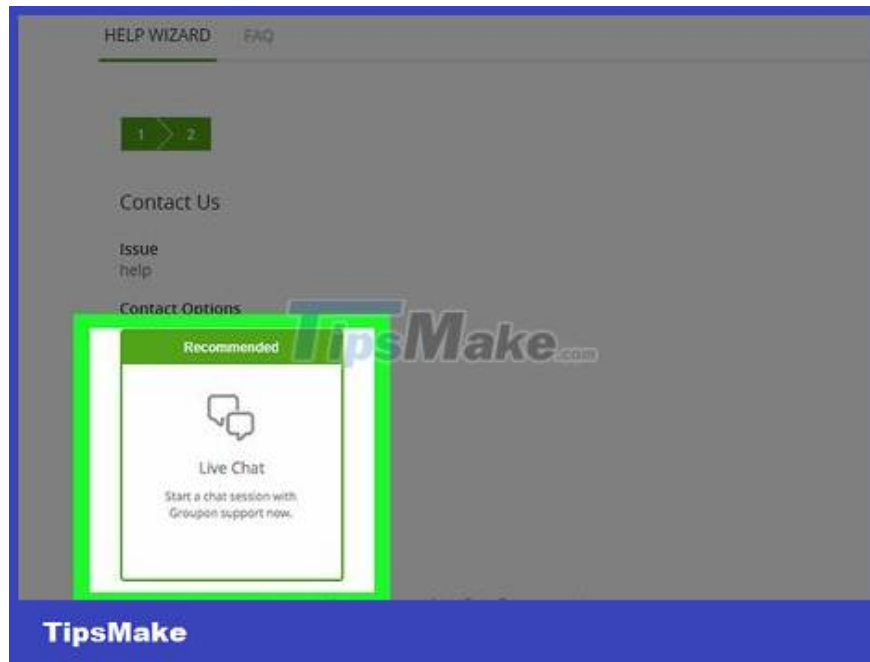 HELP WIZARD FAQ
1 2
Contact Us
Issue
help
Contact Options
TipsMake.com
Recommended
Live Chat
Start a chat session with
Groupon support now.
TipsMake